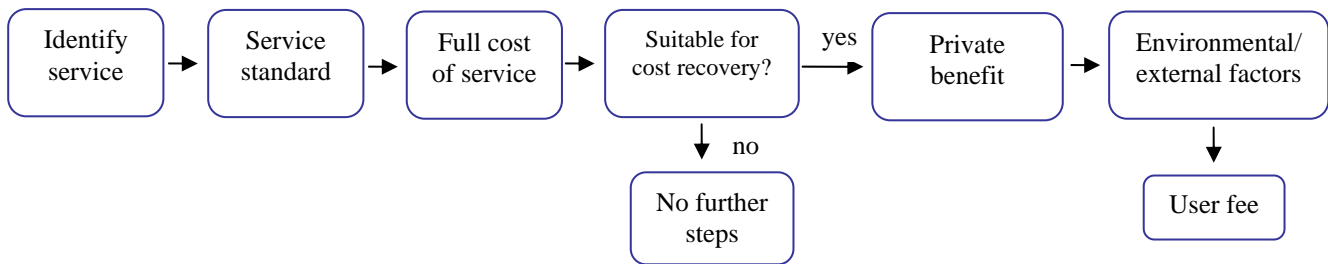 Identify
service
Service
standard
Full cost
of service
Suitable for
cost recovery?
yes
Private
benefit
Environmental/
external factors
no
No further
steps
User fee